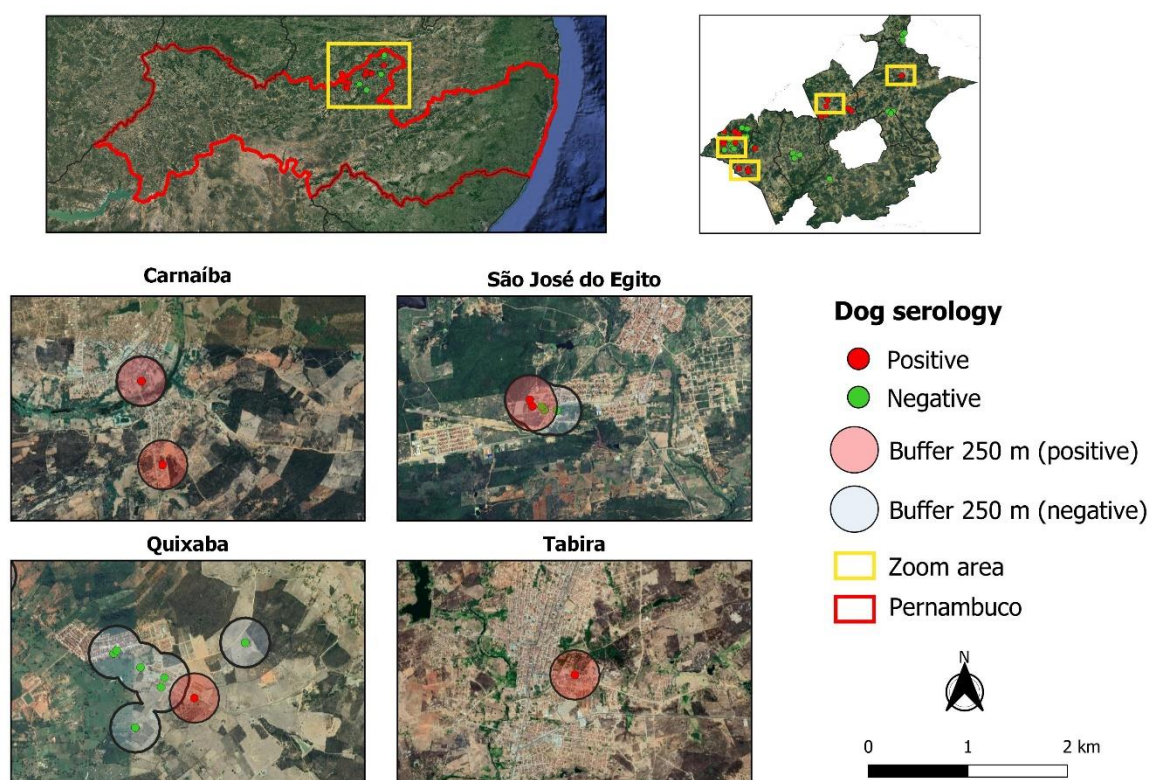 Carnaíba
São José do Egito
Quixaba
Tabira
Dog serology
Positive
Negative
Buffer 250 m (positive)
Buffer 250 m (negative)
Zoom area
Pernambuco
N
0 1 2 km